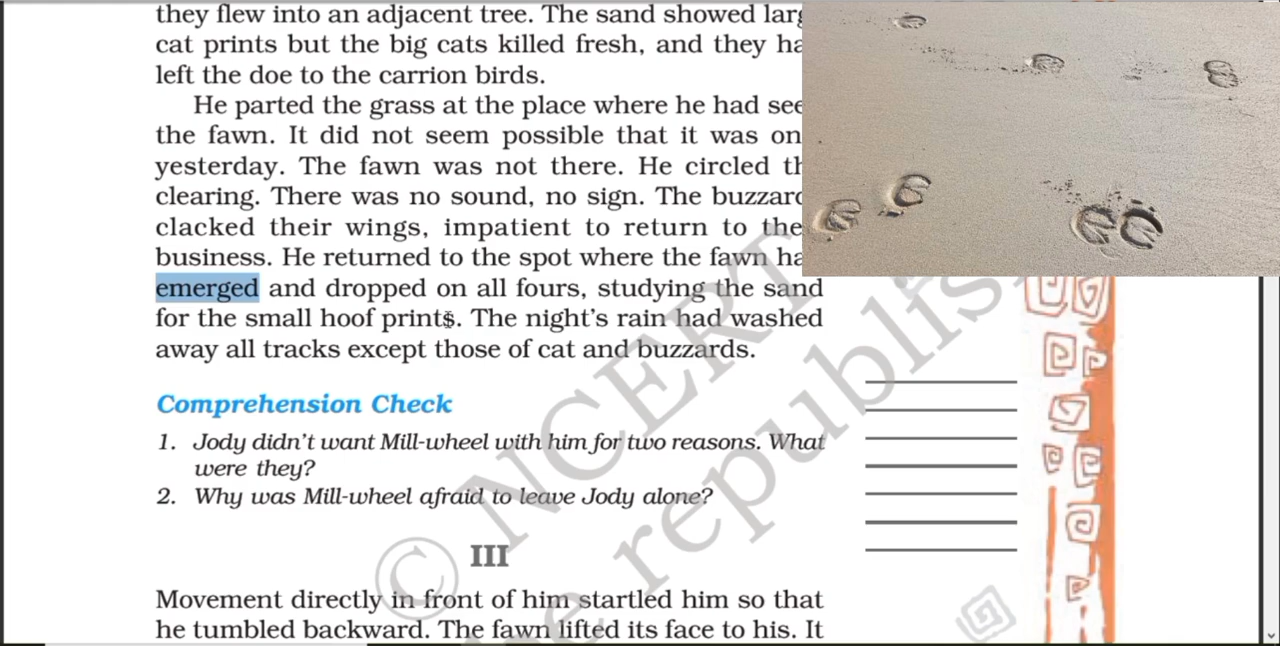 they flew into an adjacent tree. The sand showed larg
cat prints but the big cats killed fresh, and they ha
left the doe to the carrion birds.
He parted the grass at the place where he had see
the fawn. It did not seem possible that it was on
yesterday. The fawn was not there. He circled th
clearing. There was no sound, no sign. The buzzard
clacked their wings, impatient to return to the
business. He returned to the spot where the fawn ha
emerged and dropped on all fours, studying the sand
for the small hoof prints. The night's rain had washed
away all tracks except those of cat and buzzards.
Comprehension Check
1. Jody didn't want Mill-wheel with him for two reasons. What
were they?
2. Why was Mill-wheel afraid to leave Jody alone?
III
Movement directly in front of him startled him so that
he tumbled backward. The fawn lifted its face to his. It
© NCERT
be republis